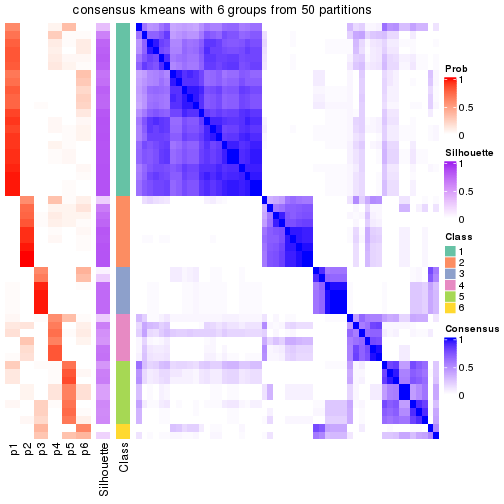 consensus kmeans with 6 groups from 50 partitions
Prob
1
0.5
0
Silhouette
1
0.5
0
Class
1
2
3
4
5
6
Consensus
1
0.5
0
p1
p2
p3
p4
p5
p6
Silhouette
Class